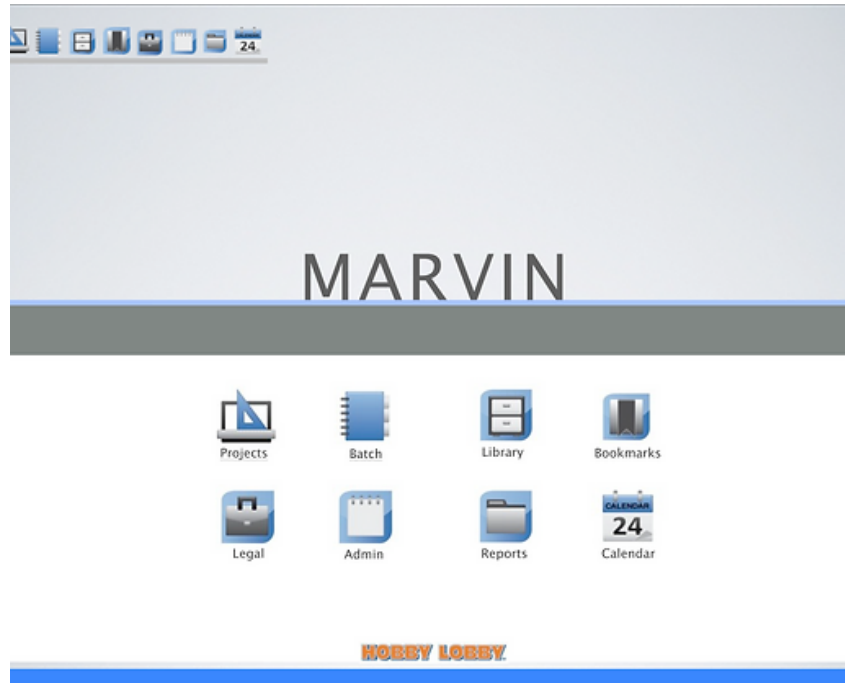 24
MARVIN
Projects Batch Library Bookmarks
CALENDAR
24
Legal Admin Reports Calendar
HOBBY LOBBY